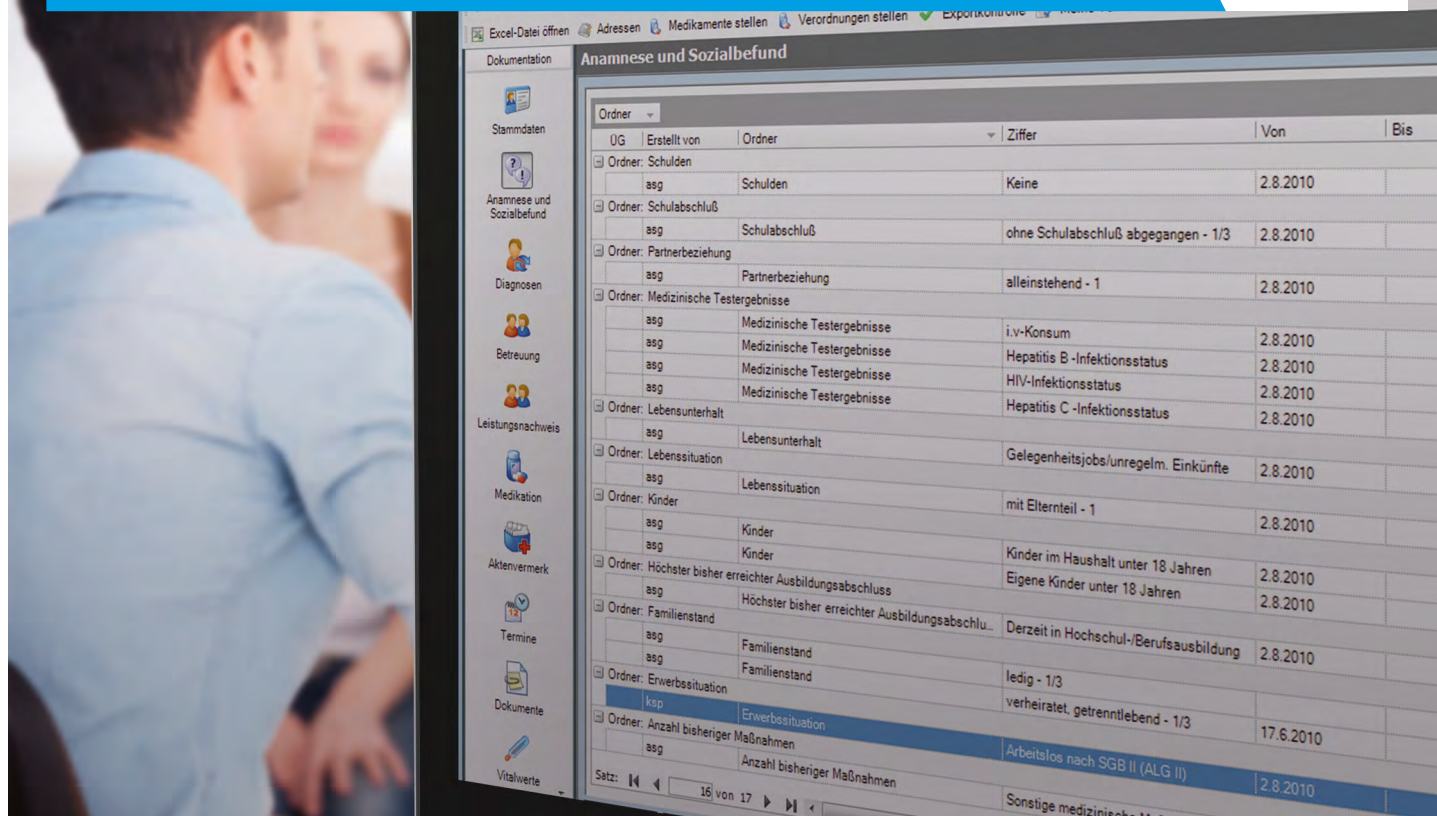 Excel-Datei öffnen Adressen Medikamente stellen Verordnungen stellen Exportkontrolle
Dokumentation
Stammdaten
Anamnese und
Sozialbefund
Diagnosen
Betreuung
Leistungsnachweis
Medikation
Aktenvermerk
Termine
Dokumente
Vitalwerte
Anamnese und Sozialbefund
Ordner
ÜG Erstellt von Ordner Ziffer Von Bis
Ordner: Schulden
asg Schulden Keine 2.8.2010
Ordner: Schulabschluß
asg Schulabschluß ohne Schulabschluß abgegangen - 1/3 2.8.2010
Ordner: Partnerbeziehung
asg Partnerbeziehung alleinstehend - 1 2.8.2010
Ordner: Medizinische Testergebnisse
asg Medizinische Testergebnisse i.v-Konsum 2.8.2010
asg Medizinische Testergebnisse Hepatitis B -Infektionsstatus 2.8.2010
asg Medizinische Testergebnisse HIV-Infektionsstatus 2.8.2010
asg Medizinische Testergebnisse Hepatitis C -Infektionsstatus 2.8.2010
Ordner: Lebensunterhalt
asg Lebensunterhalt Gelegenheitsjobs/unregelm. Einkünfte 2.8.2010
Ordner: Lebenssituation
asg Lebenssituation mit Elternteil - 1 2.8.2010
Ordner: Kinder
asg Kinder Kinder im Haushalt unter 18 Jahren 2.8.2010
asg Kinder Eigene Kinder unter 18 Jahren 2.8.2010
Ordner: Höchster bisher erreichter Ausbildungsabschluss
asg Höchster bisher erreichter Ausbildungsabschlu... Derzeit in Hochschul-/Berufsausbildung 2.8.2010
Ordner: Familienstand
asg Familienstand ledig - 1/3
asg Familienstand verheiratet, getrenntlebend - 1/3 17.6.2010
Ordner: Erwerbssituation
ksp Erwerbssituation Arbeitslos nach SGB II (ALG II) 2.8.2010
Ordner: Anzahl bisheriger Maßnahmen
asg Anzahl bisheriger Maßnahmen Sonstige
Satz: 16 von 17